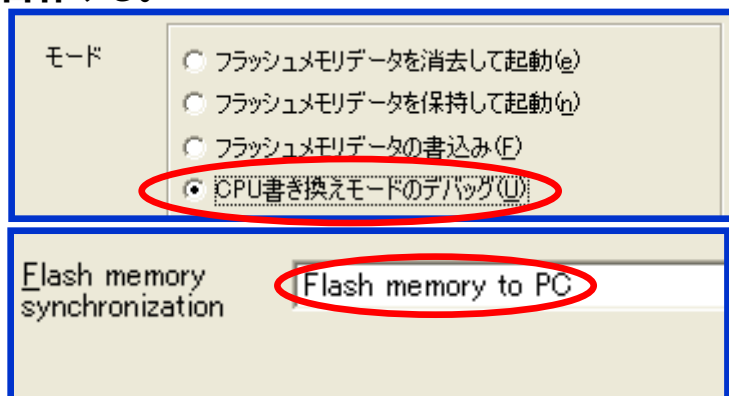 する。
モード
フラッシュメモリデータを消去して起動(e)
フラッシュメモリデータを保持して起動(n)
フラッシュメモリデータの書込み(F)
CPU書き換えモードのデバッグ(U)
Flash memory
synchronization
Flash memory to PC